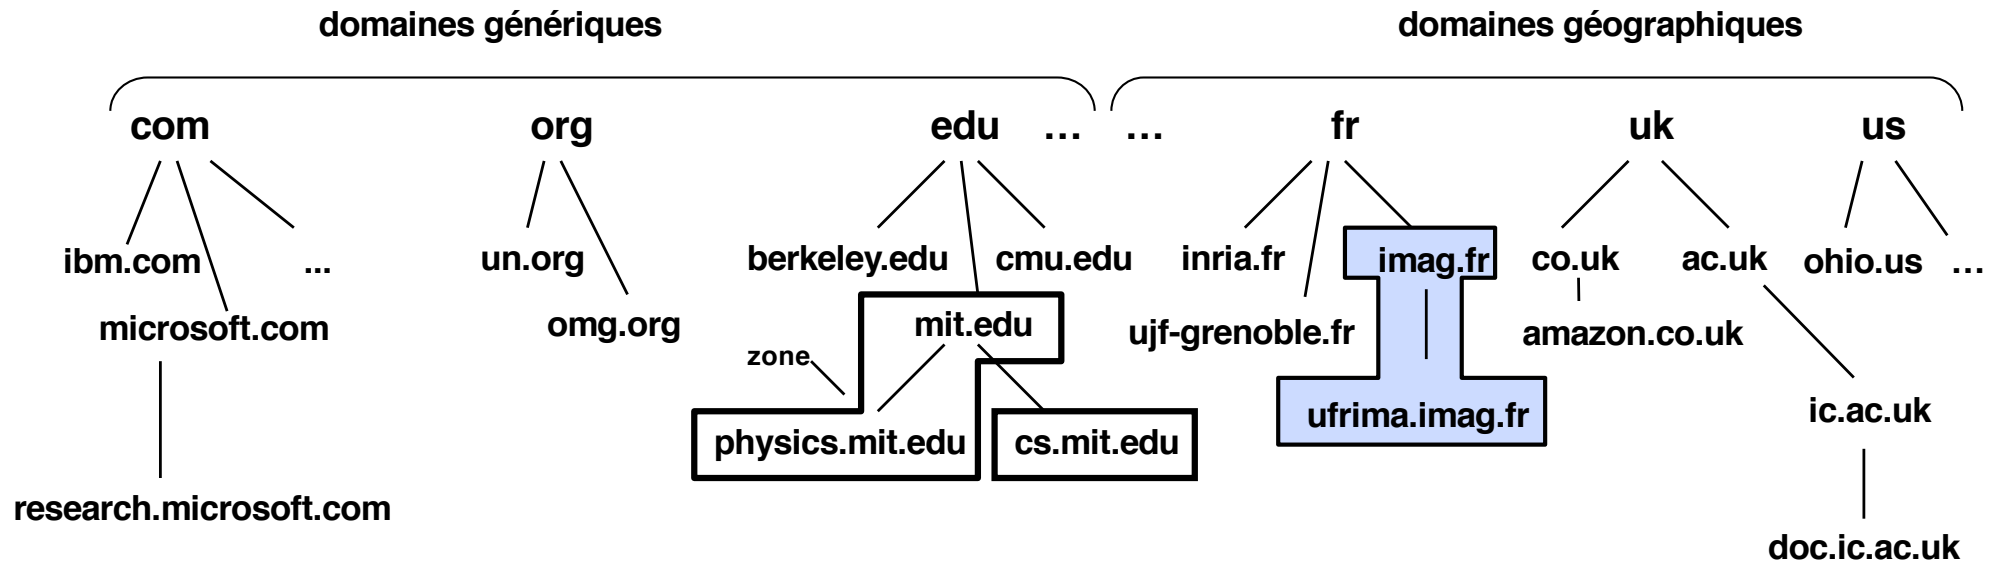 domaines génériques
domaines géographiques
com
org
edu
...
...
fr
uk
us
ibm.com
...
un.org
berkeley.edu
cmu.edu
inria.fr
imag.fr
co.uk
ac.uk
ohio.us
...
microsoft.com
omg.org
mit.edu
ujf-grenoble.fr
amazon.co.uk
zone
physics.mit.edu
cs.mit.edu
ufrima.imag.fr
ic.ac.uk
research.microsoft.com
doc.ic.ac.uk